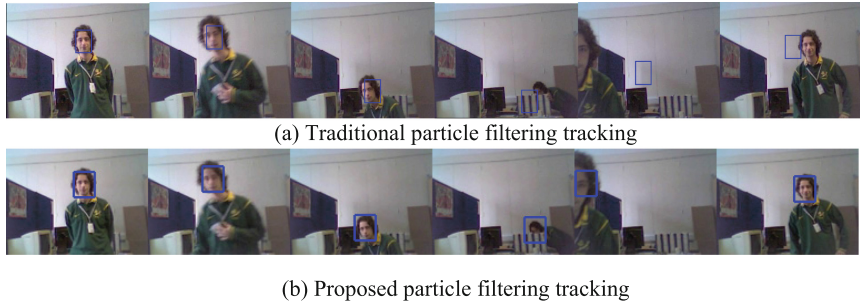 (a) Traditional particle filtering tracking
(b) Proposed particle filtering tracking